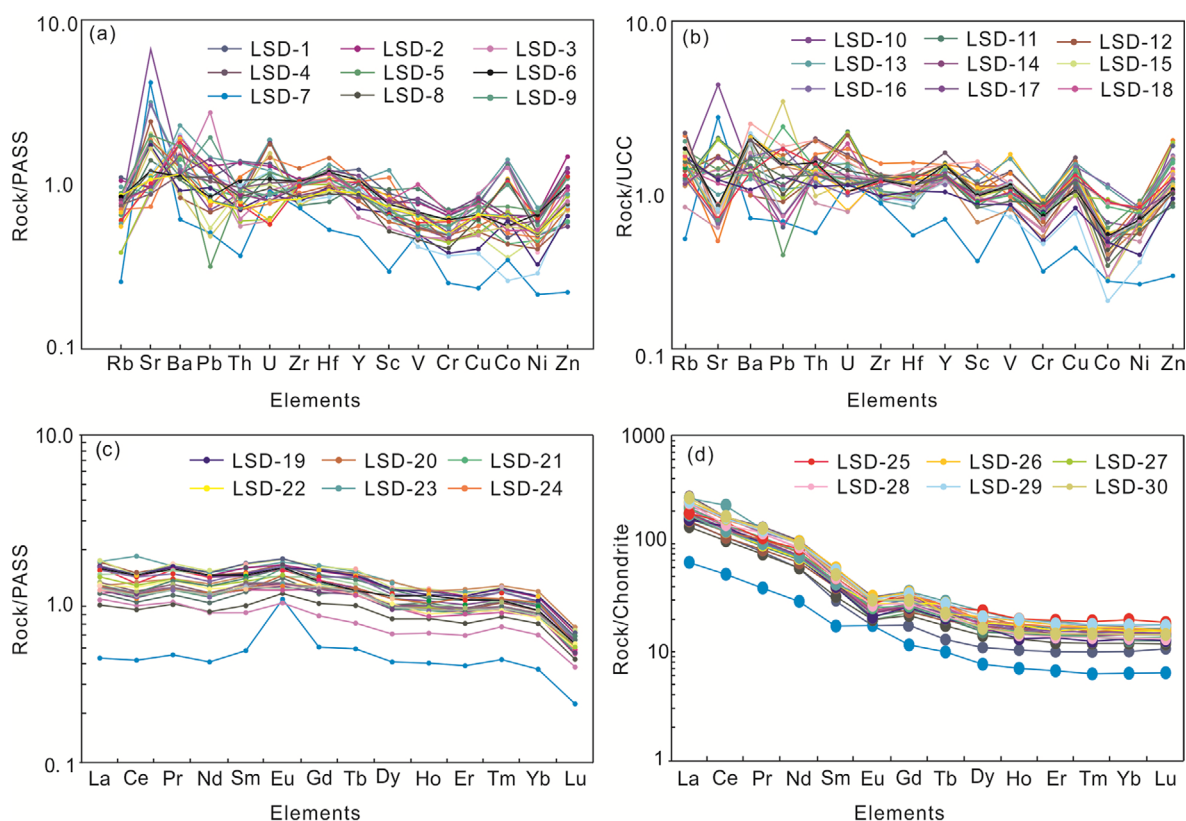 (a)
10.0
1.0
0.1
Rock/PASS
LSD-1 LSD-2 LSD-3
LSD-4 LSD-5 LSD-6
LSD-7 LSD-8 LSD-9
Rb Sr Ba Pb Th U Zr Hf Y Sc V Cr Cu Co Ni Zn
Elements
(b)
10.0
1.0
0.1
Rock/UCC
LSD-10 LSD-11 LSD-12
LSD-13 LSD-14 LSD-15
LSD-16 LSD-17 LSD-18
Rb Sr Ba Pb Th U Zr Hf Y Sc V Cr Cu Co Ni Zn
Elements
(c)
10.0
1.0
0.1
Rock/PASS
LSD-19 LSD-20 LSD-21
LSD-22 LSD-23 LSD-24
La Ce Pr Nd Sm Eu Gd Tb Dy Ho Er Tm Yb Lu
Elements
(d)
1000
100
10
1
Rock/Chondrite
LSD-25 LSD-26 LSD-27
LSD-28 LSD-29 LSD-30
La Ce Pr Nd Sm Eu Gd Tb Dy Ho Er Tm Yb Lu
Elements